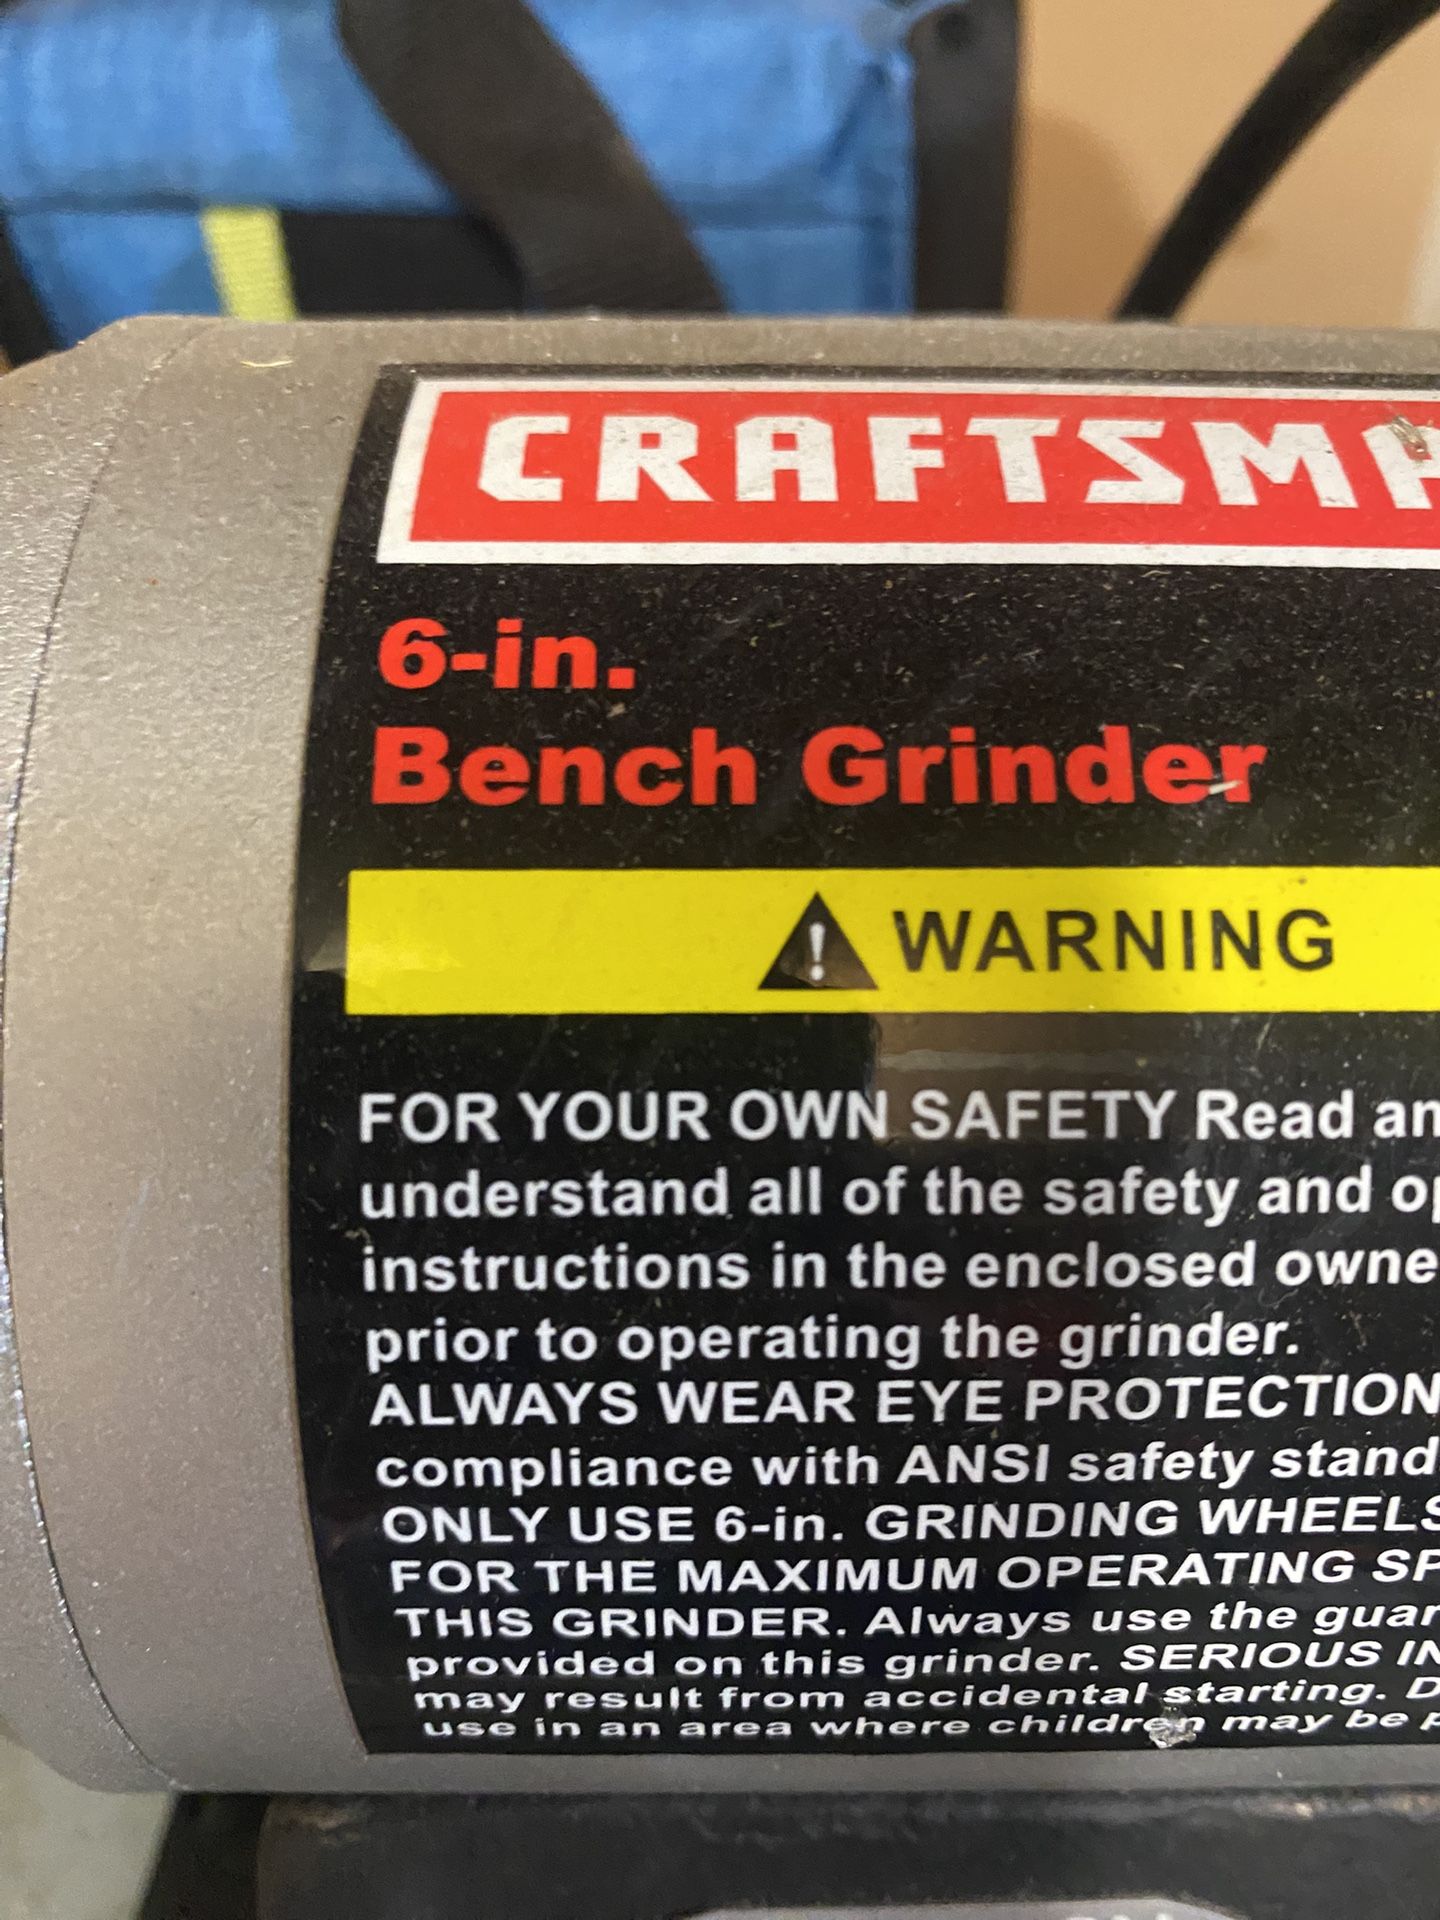 CRAFTSMA
6-in.
Bench Grinder
! WARNING
FOR YOUR OWN SAFETY Read an
understand all of the safety and op
instructions in the enclosed owne
prior to operating the grinder.
ALWAYS WEAR EYE PROTECTION
compliance with ANSI safety stand
ONLY USE 6-in. GRINDING WHEELS
FOR THE MAXIMUM OPERATING SP
THIS GRINDER. Always use the guar
provided on this grinder. SERIOUS IN
may result from accidental starting. D
use in an area where children may be p